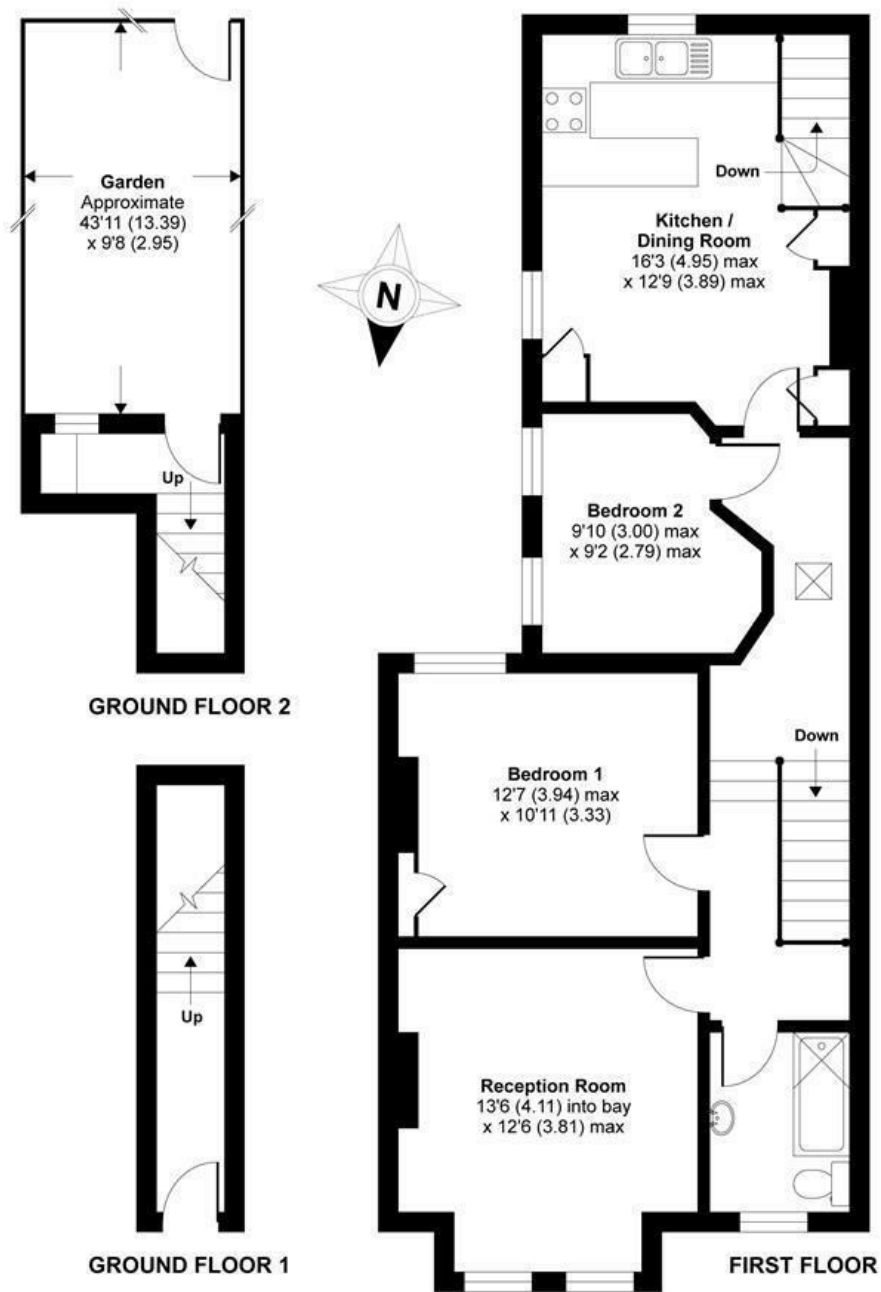 Garden
Approximate
43'11 (13.39)
x 9'8 (2.95)
Up
GROUND FLOOR 2
Up
GROUND FLOOR 1
N
Down
Kitchen /
Dining Room
16'3 (4.95) max
x 12'9 (3.89) max
Bedroom 2
9'10 (3.00) max
x 9'2 (2.79) max
Down
Bedroom 1
12'7 (3.94) max
x 10'11 (3.33)
Reception Room
13'6 (4.11) into bay
x 12'6 (3.81) max
FIRST FLOOR